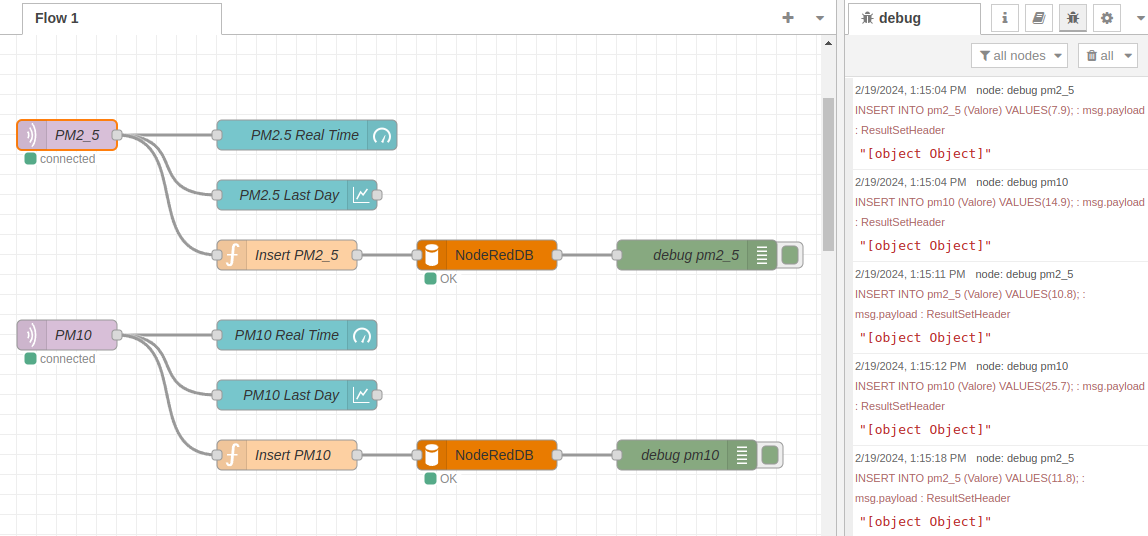 Flow 1
PM2_5
connected
PM2.5 Real Time
PM2.5 Last Day
Insert PM2_5
NodeRedDB
OK
debug pm2_5
PM10
connected
PM10 Real Time
PM10 Last Day
Insert PM10
NodeRedDB
OK
debug pm10
debug
all nodes
all
2/19/2024, 1:15:04 PM node: debug pm2_5
INSERT INTO pm2_5 (Valore) VALUES(7.9); : msg.payload
: ResultSetHeader
"[object Object]"
2/19/2024, 1:15:04 PM node: debug pm10
INSERT INTO pm10 (Valore) VALUES(14.9); : msg.payload
: ResultSetHeader
"[object Object]"
2/19/2024, 1:15:11 PM node: debug pm2_5
INSERT INTO pm2_5 (Valore) VALUES(10.8); :
msg.payload : ResultSetHeader
"[object Object]"
2/19/2024, 1:15:12 PM node: debug pm10
INSERT INTO pm10 (Valore) VALUES(25.7); : msg.payload
: ResultSetHeader
"[object Object]"
2/19/2024, 1:15:18 PM node: debug pm2_5
INSERT INTO pm2_5 (Valore) VALUES(11.8); :
msg.payload : ResultSetHeader
"[object Object]"